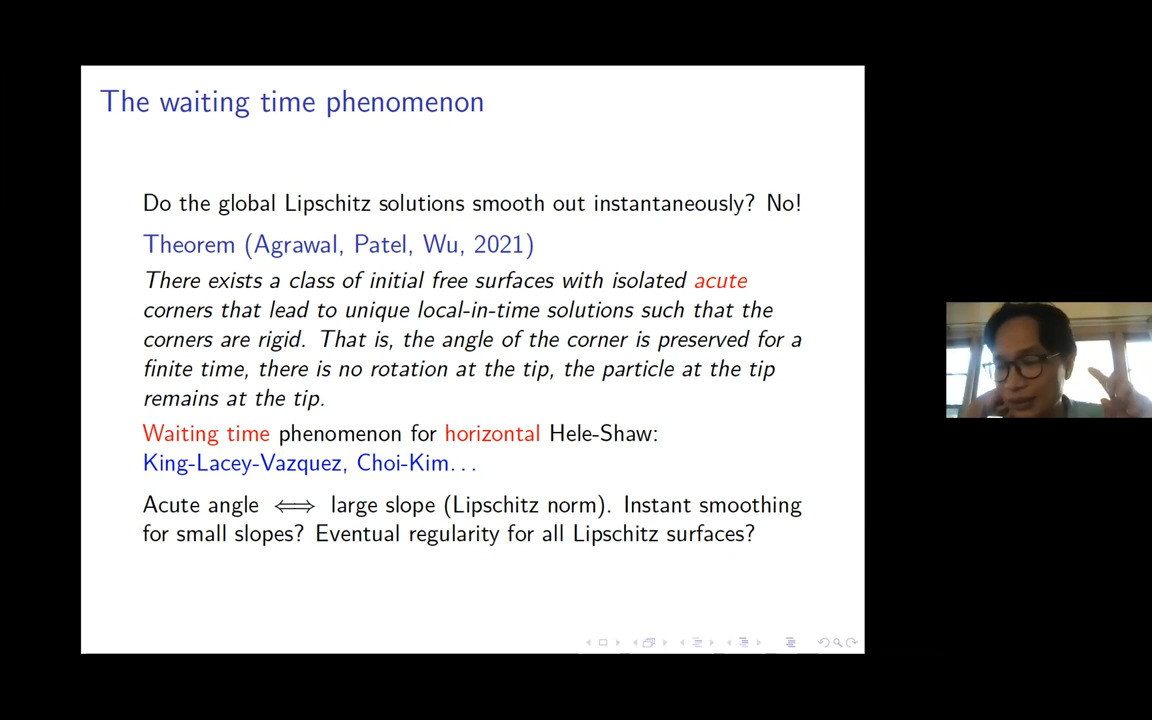 The waiting time phenomenon
Do the global Lipschitz solutions smooth out instantaneously? No!
Theorem (Agrawal, Patel, Wu, 2021)
There exists a class of initial free surfaces with isolated acute
corners that lead to unique local-in-time solutions such that the
corners are rigid. That is, the angle of the corner is preserved for a
finite time, there is no rotation at the tip, the particle at the tip
remains at the tip.
Waiting time phenomenon for horizontal Hele-Shaw:
King-Lacey-Vazquez, Choi-Kim...
Acute angle ⟺ large slope (Lipschitz norm). Instant smoothing
for small slopes? Eventual regularity for all Lipschitz surfaces?